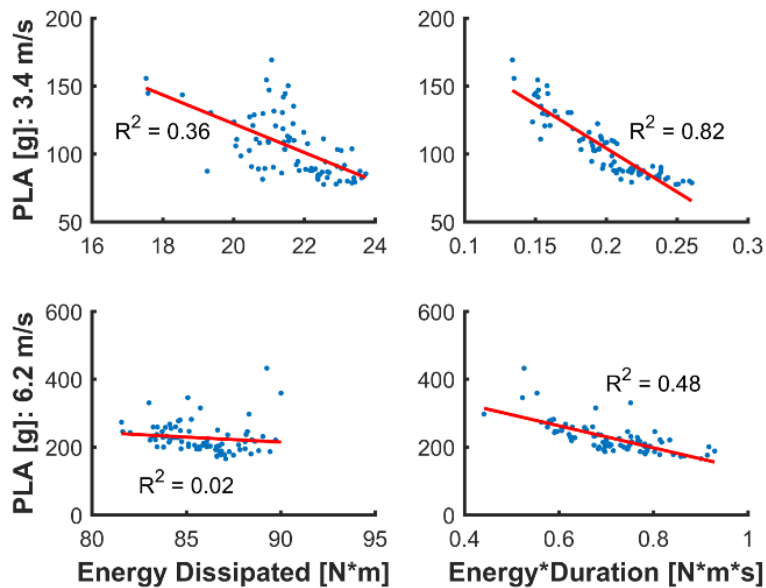 PLA [g]: 3.4 m/s
200
150
100
50
R² = 0.36
16 18 20 22 24
200
150
100
50
R² = 0.82
0.1 0.15 0.2 0.25 0.3
PLA [g]: 6.2 m/s
600
400
200
0
R² = 0.02
80 85 90 95
Energy Dissipated [N*m]
600
400
200
0
R² = 0.48
0.4 0.6 0.8 1
Energy*Duration [N*m*s]